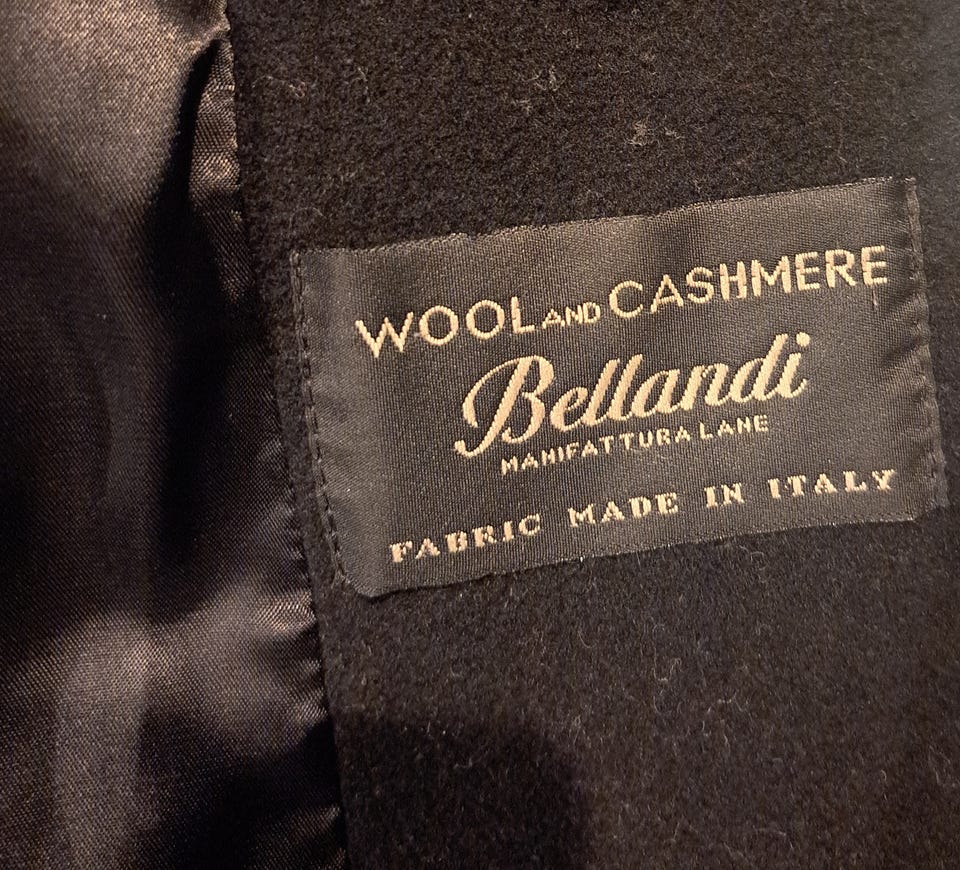 WOOL AND CASHMERE
Bellandi
MANIFATTURA LANE
FABRIC MADE IN ITALY